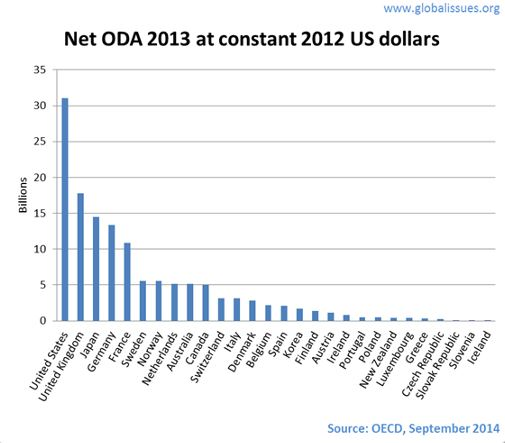 www.globalissues.org
Net ODA 2013 at constant 2012 US dollars
35
30
25
20
15
10
5
0
Billions
United States
United Kingdom
Japan
Germany
France
Sweden
Norway
Netherlands
Australia
Canada
Switzerland
Italy
Denmark
Belgium
Spain
Korea
Finland
Austria
Ireland
Portugal
Poland
New Zealand
Luxembourg
Greece
Czech Republic
Slovak Republic
Slovenia
Iceland
Source: OECD, September 2014